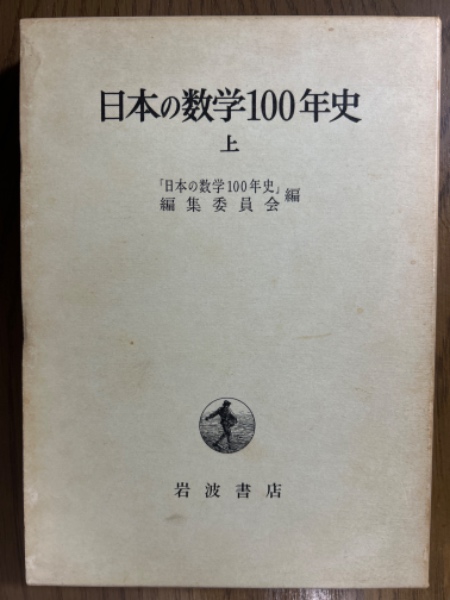 日本の数学100年史
上
「日本の数学100年史」
編集委員会編
岩波書店